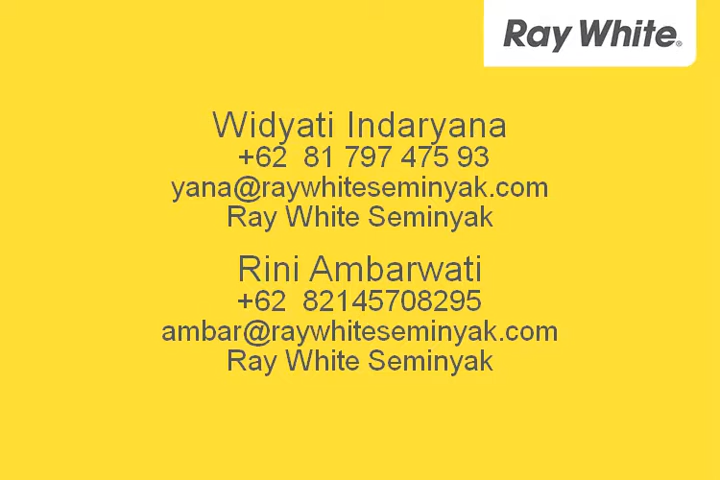 Ray White
Widyati Indaryana
+62  81 797 475 93
yana@raywhiteseminyak.com
Ray White Seminyak
Rini Ambarwati
+62  82145708295
ambar@raywhiteseminyak.com
Ray White Seminyak